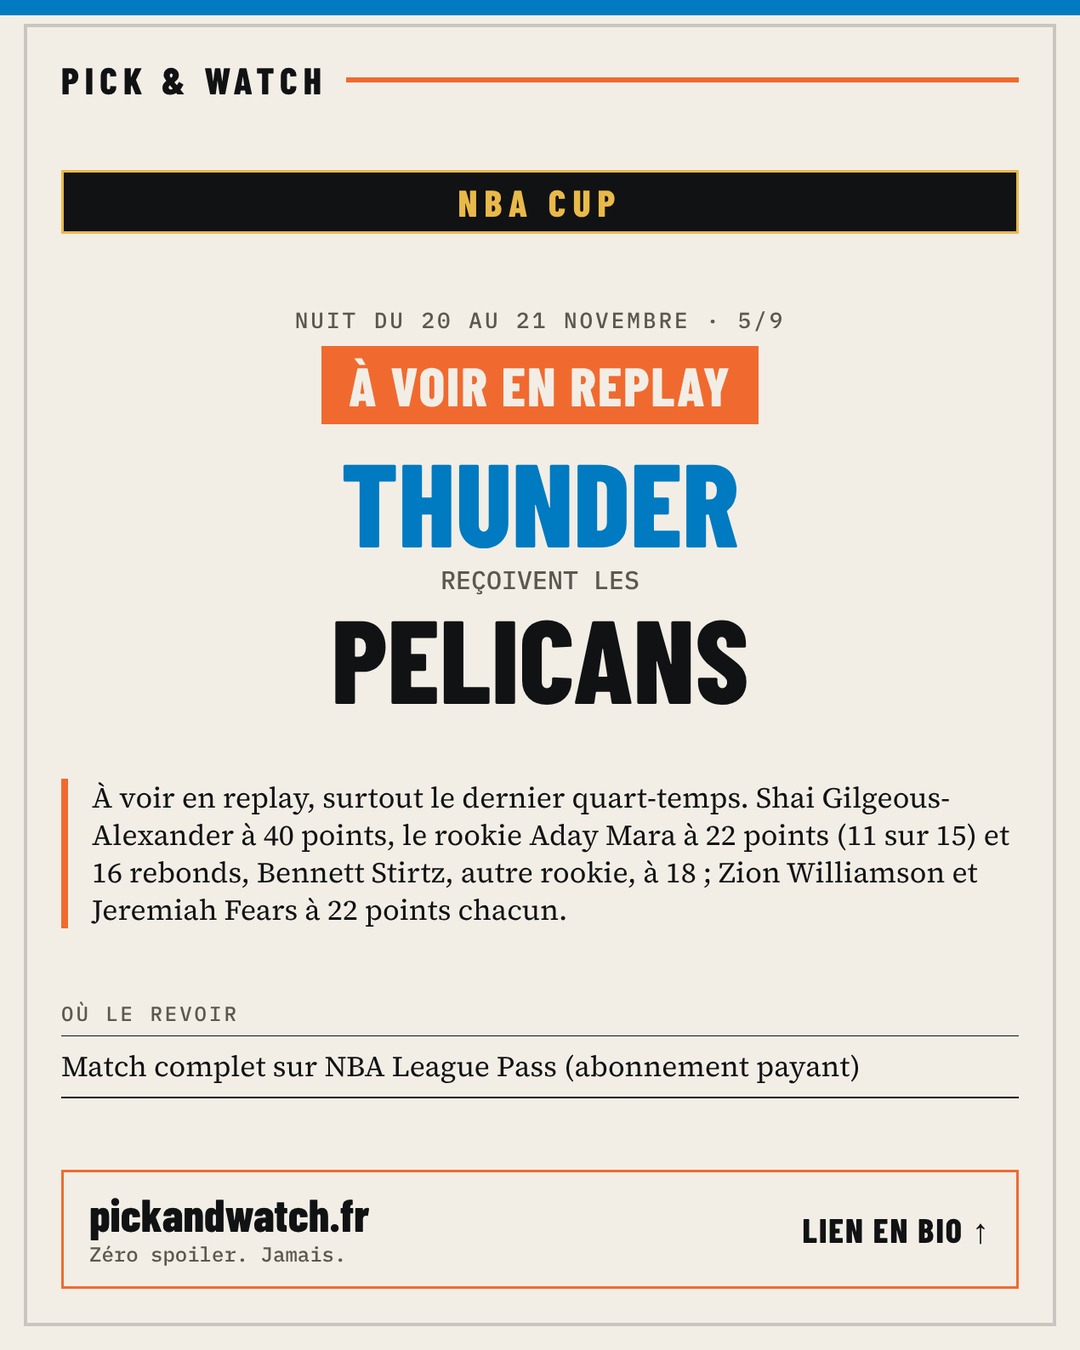 PICK & WATCH
NBA CUP
NUIT DU 20 AU 21 NOVEMBRE · 5/9
À VOIR EN REPLAY
THUNDER
REÇOIVENT LES
PELICANS
À voir en replay, surtout le dernier quart-temps. Shai Gilgeous-
Alexander à 40 points, le rookie Aday Mara à 22 points (11 sur 15) et
16 rebonds, Bennett Stirtz, autre rookie, à 18 ; Zion Williamson et
Jeremiah Fears à 22 points chacun.
OÙ LE REVOIR
Match complet sur NBA League Pass (abonnement payant)
pickandwatch.fr
Zéro spoiler. Jamais.
LIEN EN BIO ↑